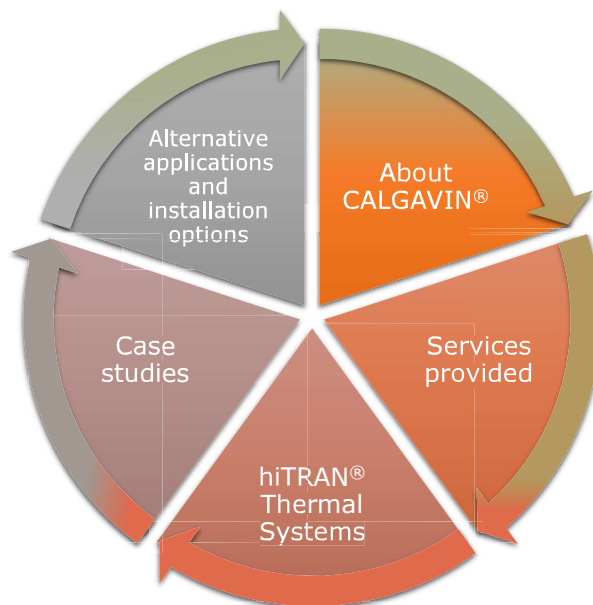 About
CALGAVIN®
Services
provided
hiTRAN®
Thermal
Systems
Case
studies
Alternative
applications
and
installation
options